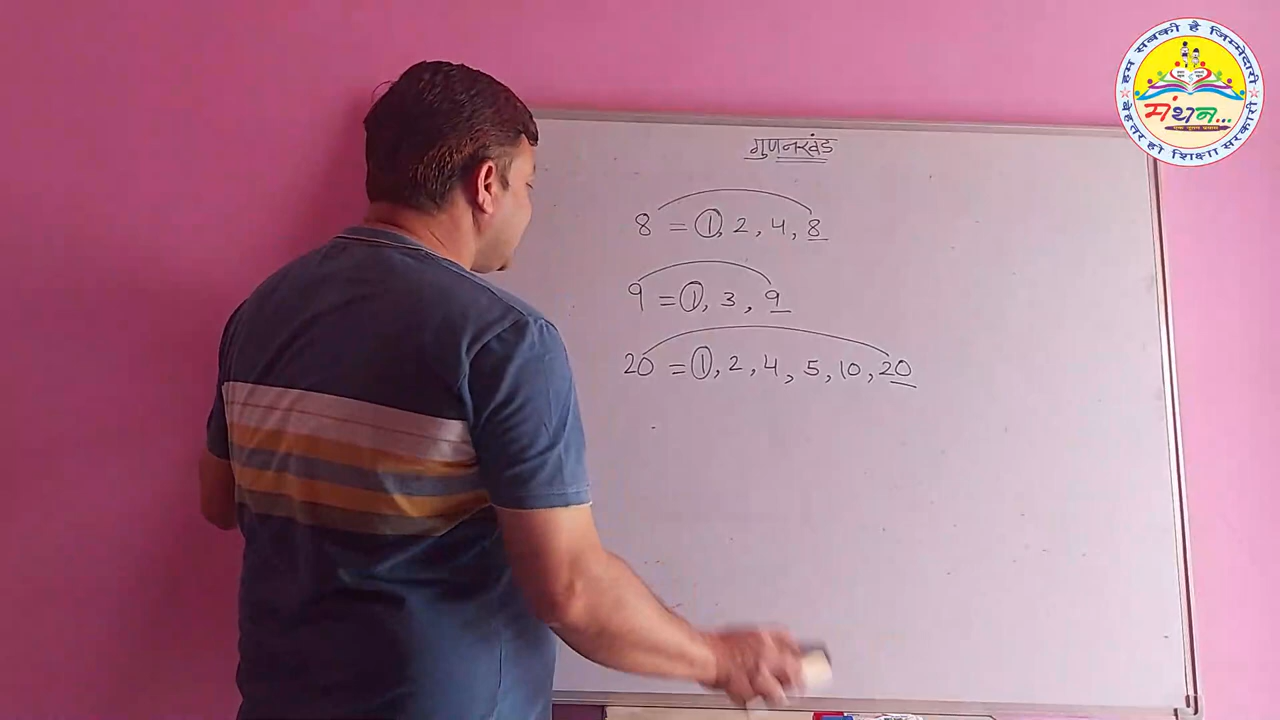 गुणनखंड
8 = 1, 2, 4, 8
9 = 1, 3, 9
20 = 1, 2, 4, 5, 10, 20
हम सबकी है जिम्मेदारी
मंथन...
बेहतर हो शिक्षा सरकारी